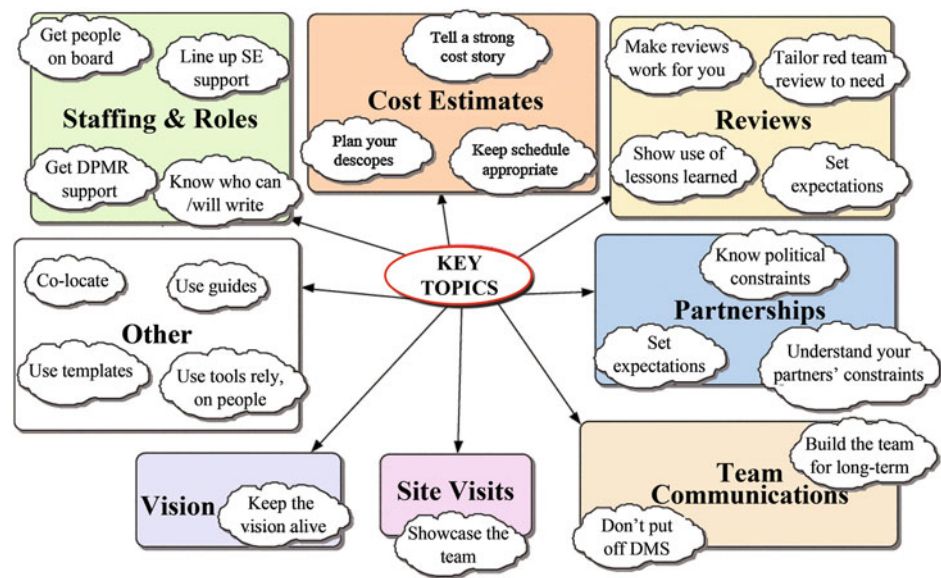 Get people
on board
Line up SE
support
Staffing & Roles
Get DPMR
support
Know who can
/will write
Tell a strong
cost story
Cost Estimates
Plan your
descopes
Keep schedule
appropriate
Make reviews
work for you
Tailor red team
review to need
Reviews
Show use of
lessons learned
Set
expectations
KEY
TOPICS
Co-locate
Use guides
Other
Use templates
Use tools rely,
on people
Know political
constraints
Partnerships
Set
expectations
Understand your
partners’ constraints
Vision
Keep the
vision alive
Site Visits
Showcase the
team
Build the team
for long-term
Team
Communications
Don’t put
off DMS